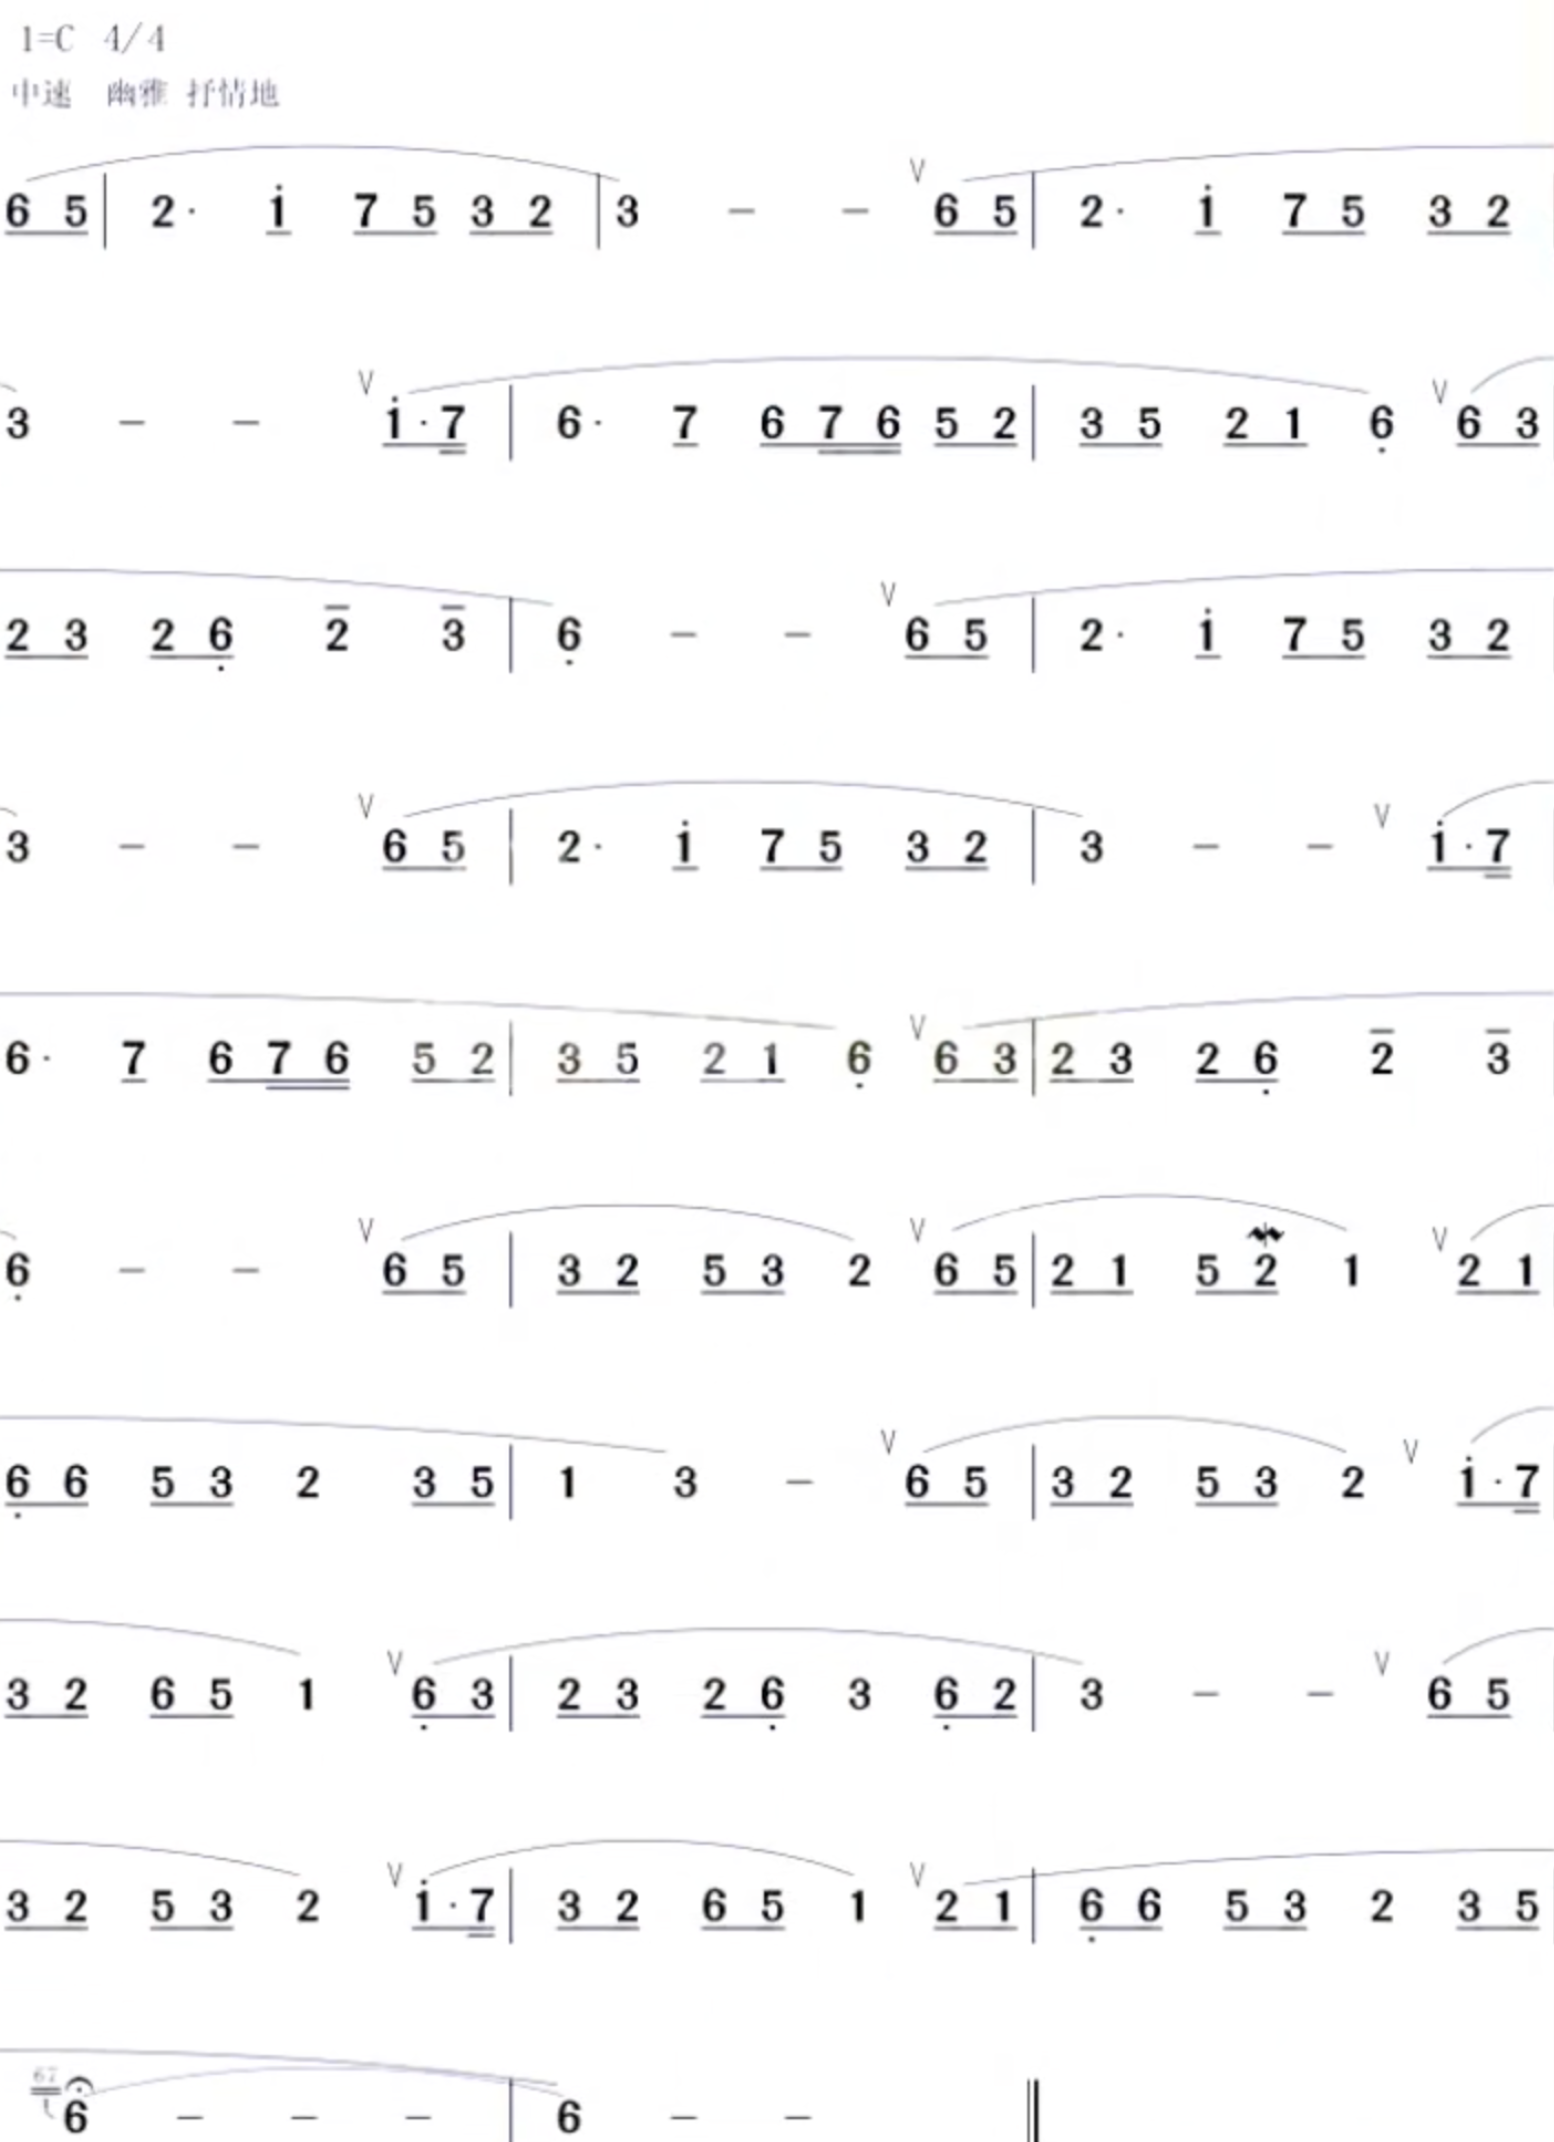 1=C 4/4
中速 幽雅 抒情地
6 5 | 2· i̇ 7 5 3 2 | 3 - - V 6 5 | 2· i̇ 7 5 3 2
3 - - V i̇·7 | 6· 7 6 7 6 5 2 | 3 5 2 1 6̣ V 6 3
2 3 2 6̣ 2̅ 3̅ | 6̣ - - V 6 5 | 2· i̇ 7 5 3 2
3 - - V 6 5 | 2· i̇ 7 5 3 2 | 3 - - V i̇·7
6· 7 6 7 6 5 2 | 3 5 2 1 6̣ V 6 3 | 2 3 2 6̣ 2̅ 3̅
6̣ - - V 6 5 | 3 2 5 3 2 V 6 5 | 2 1 5 2 1 V 2 1
6̣ 6 5 3 2 3 5 | 1 3 - V 6 5 | 3 2 5 3 2 V i̇·7
3 2 6 5 1 V 6̣ 3 | 2 3 2 6̣ 3 6̣ 2 | 3 - - V 6 5
3 2 5 3 2 V i̇·7 | 3 2 6 5 1 V 2 1 | 6̣ 6 5 3 2 3 5
67 6 - - - | 6 - - ‖